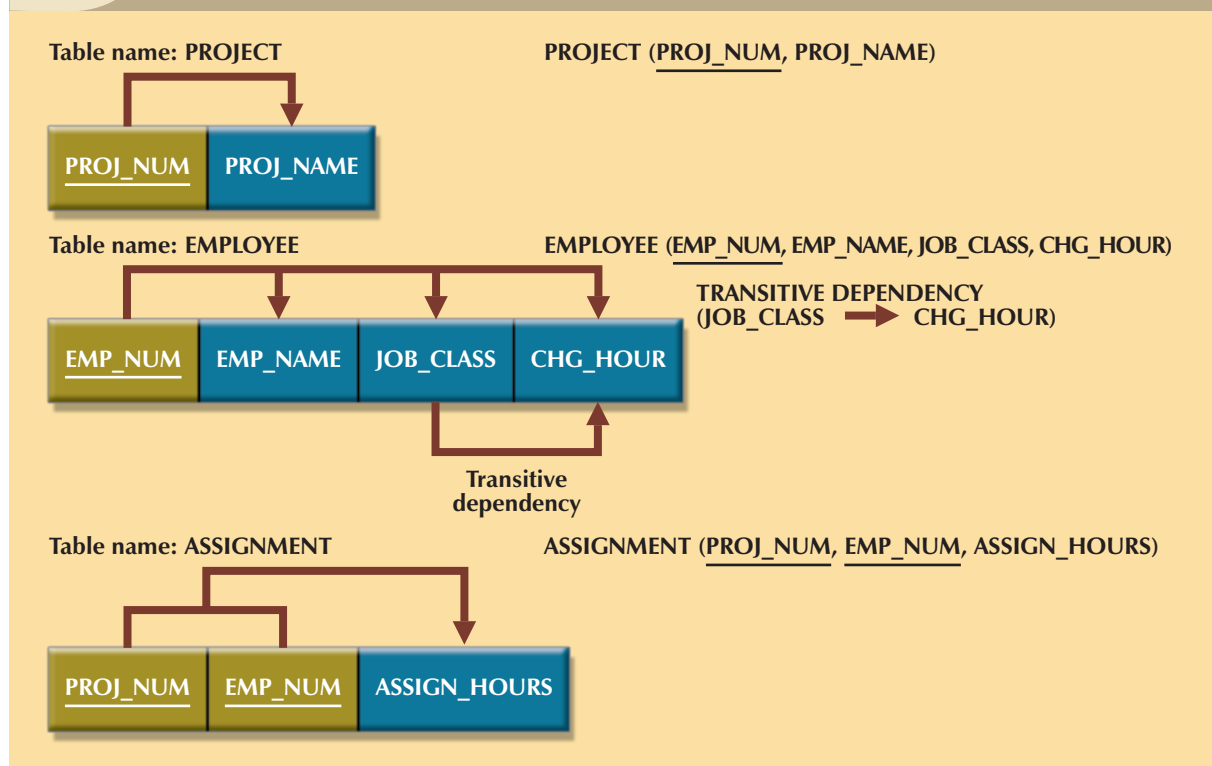 Table name: PROJECT
PROJECT (PROJ_NUM, PROJ_NAME)
PROJ_NUM
PROJ_NAME
Table name: EMPLOYEE
EMPLOYEE (EMP_NUM, EMP_NAME, JOB_CLASS, CHG_HOUR)
TRANSITIVE DEPENDENCY
(JOB_CLASS CHG_HOUR)
EMP_NUM
EMP_NAME
JOB_CLASS
CHG_HOUR
Transitive
dependency
Table name: ASSIGNMENT
ASSIGNMENT (PROJ_NUM, EMP_NUM, ASSIGN_HOURS)
PROJ_NUM
EMP_NUM
ASSIGN_HOURS